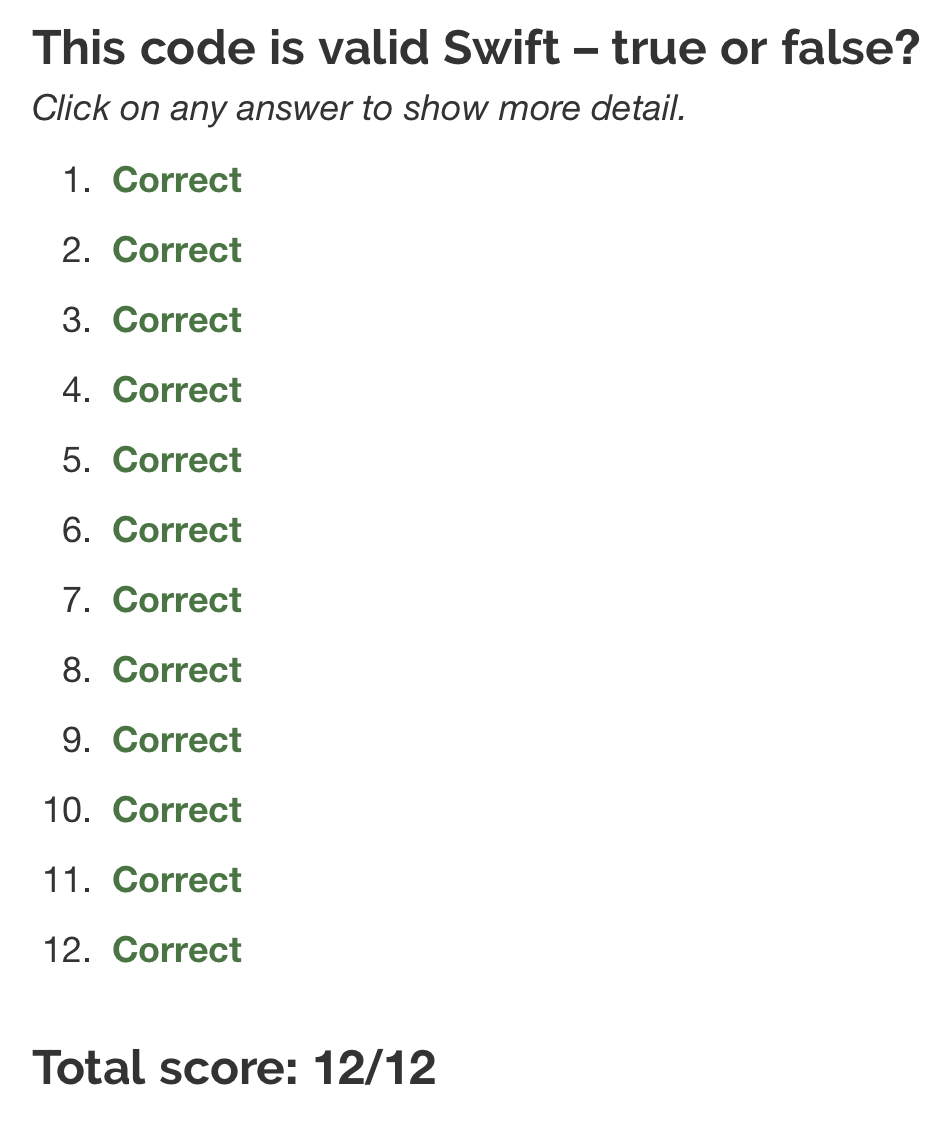 This code is valid Swift – true or false?
Click on any answer to show more detail.
1. Correct
2. Correct
3. Correct
4. Correct
5. Correct
6. Correct
7. Correct
8. Correct
9. Correct
10. Correct
11. Correct
12. Correct
Total score: 12/12